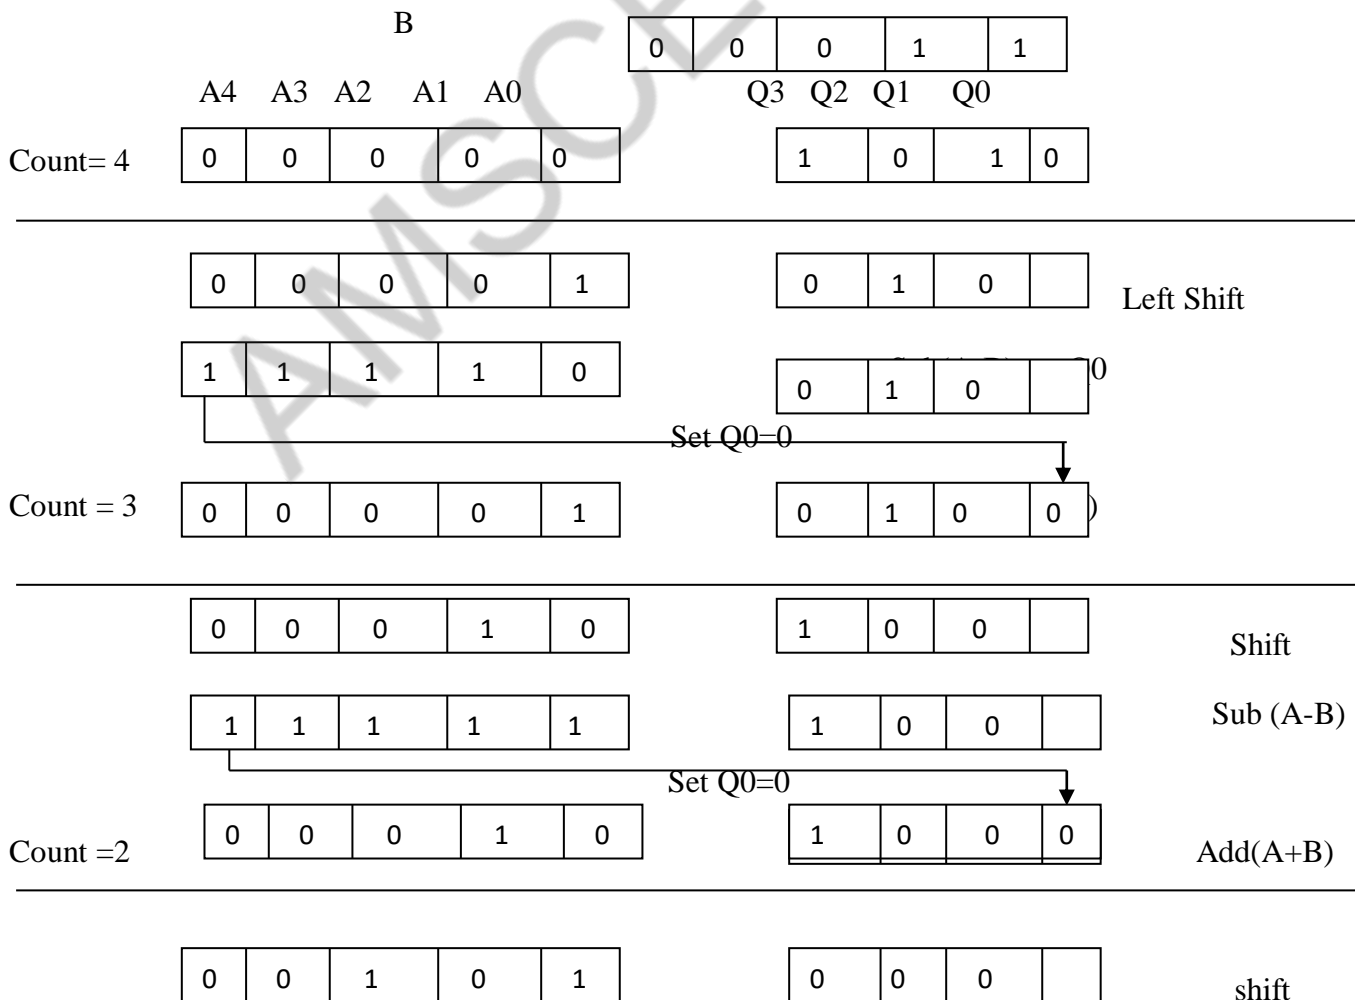 B 0 0 0 1 1
A4 A3 A2 A1 A0 Q3 Q2 Q1 Q0
Count= 4 0 0 0 0 0 1 0 1 0
0 0 0 0 1 0 1 0 Left Shift
1 1 1 1 0 0 1 0
Set Q0=0
Count = 3 0 0 0 0 1 0 1 0 0
0 0 0 1 0 1 0 0 Shift
1 1 1 1 1 1 0 0 Sub (A-B)
Set Q0=0
Count =2 0 0 0 1 0 1 0 0 0 Add(A+B)
0 0 1 0 1 0 0 0 shift
AMSCE